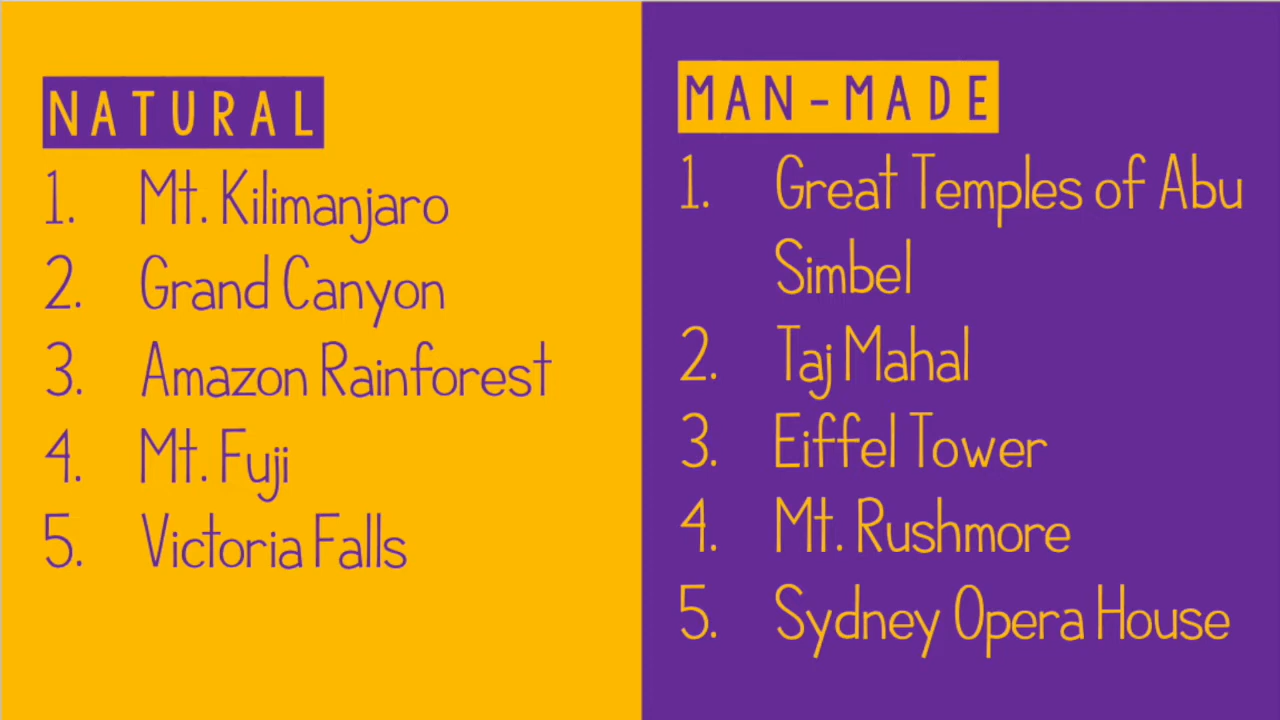 NATURAL
1. Mt. Kilimanjaro
2. Grand Canyon
3. Amazon Rainforest
4. Mt. Fuji
5. Victoria Falls
MAN-MADE
1. Great Temples of Abu
Simbel
2. Taj Mahal
3. Eiffel Tower
4. Mt. Rushmore
5. Sydney Opera House